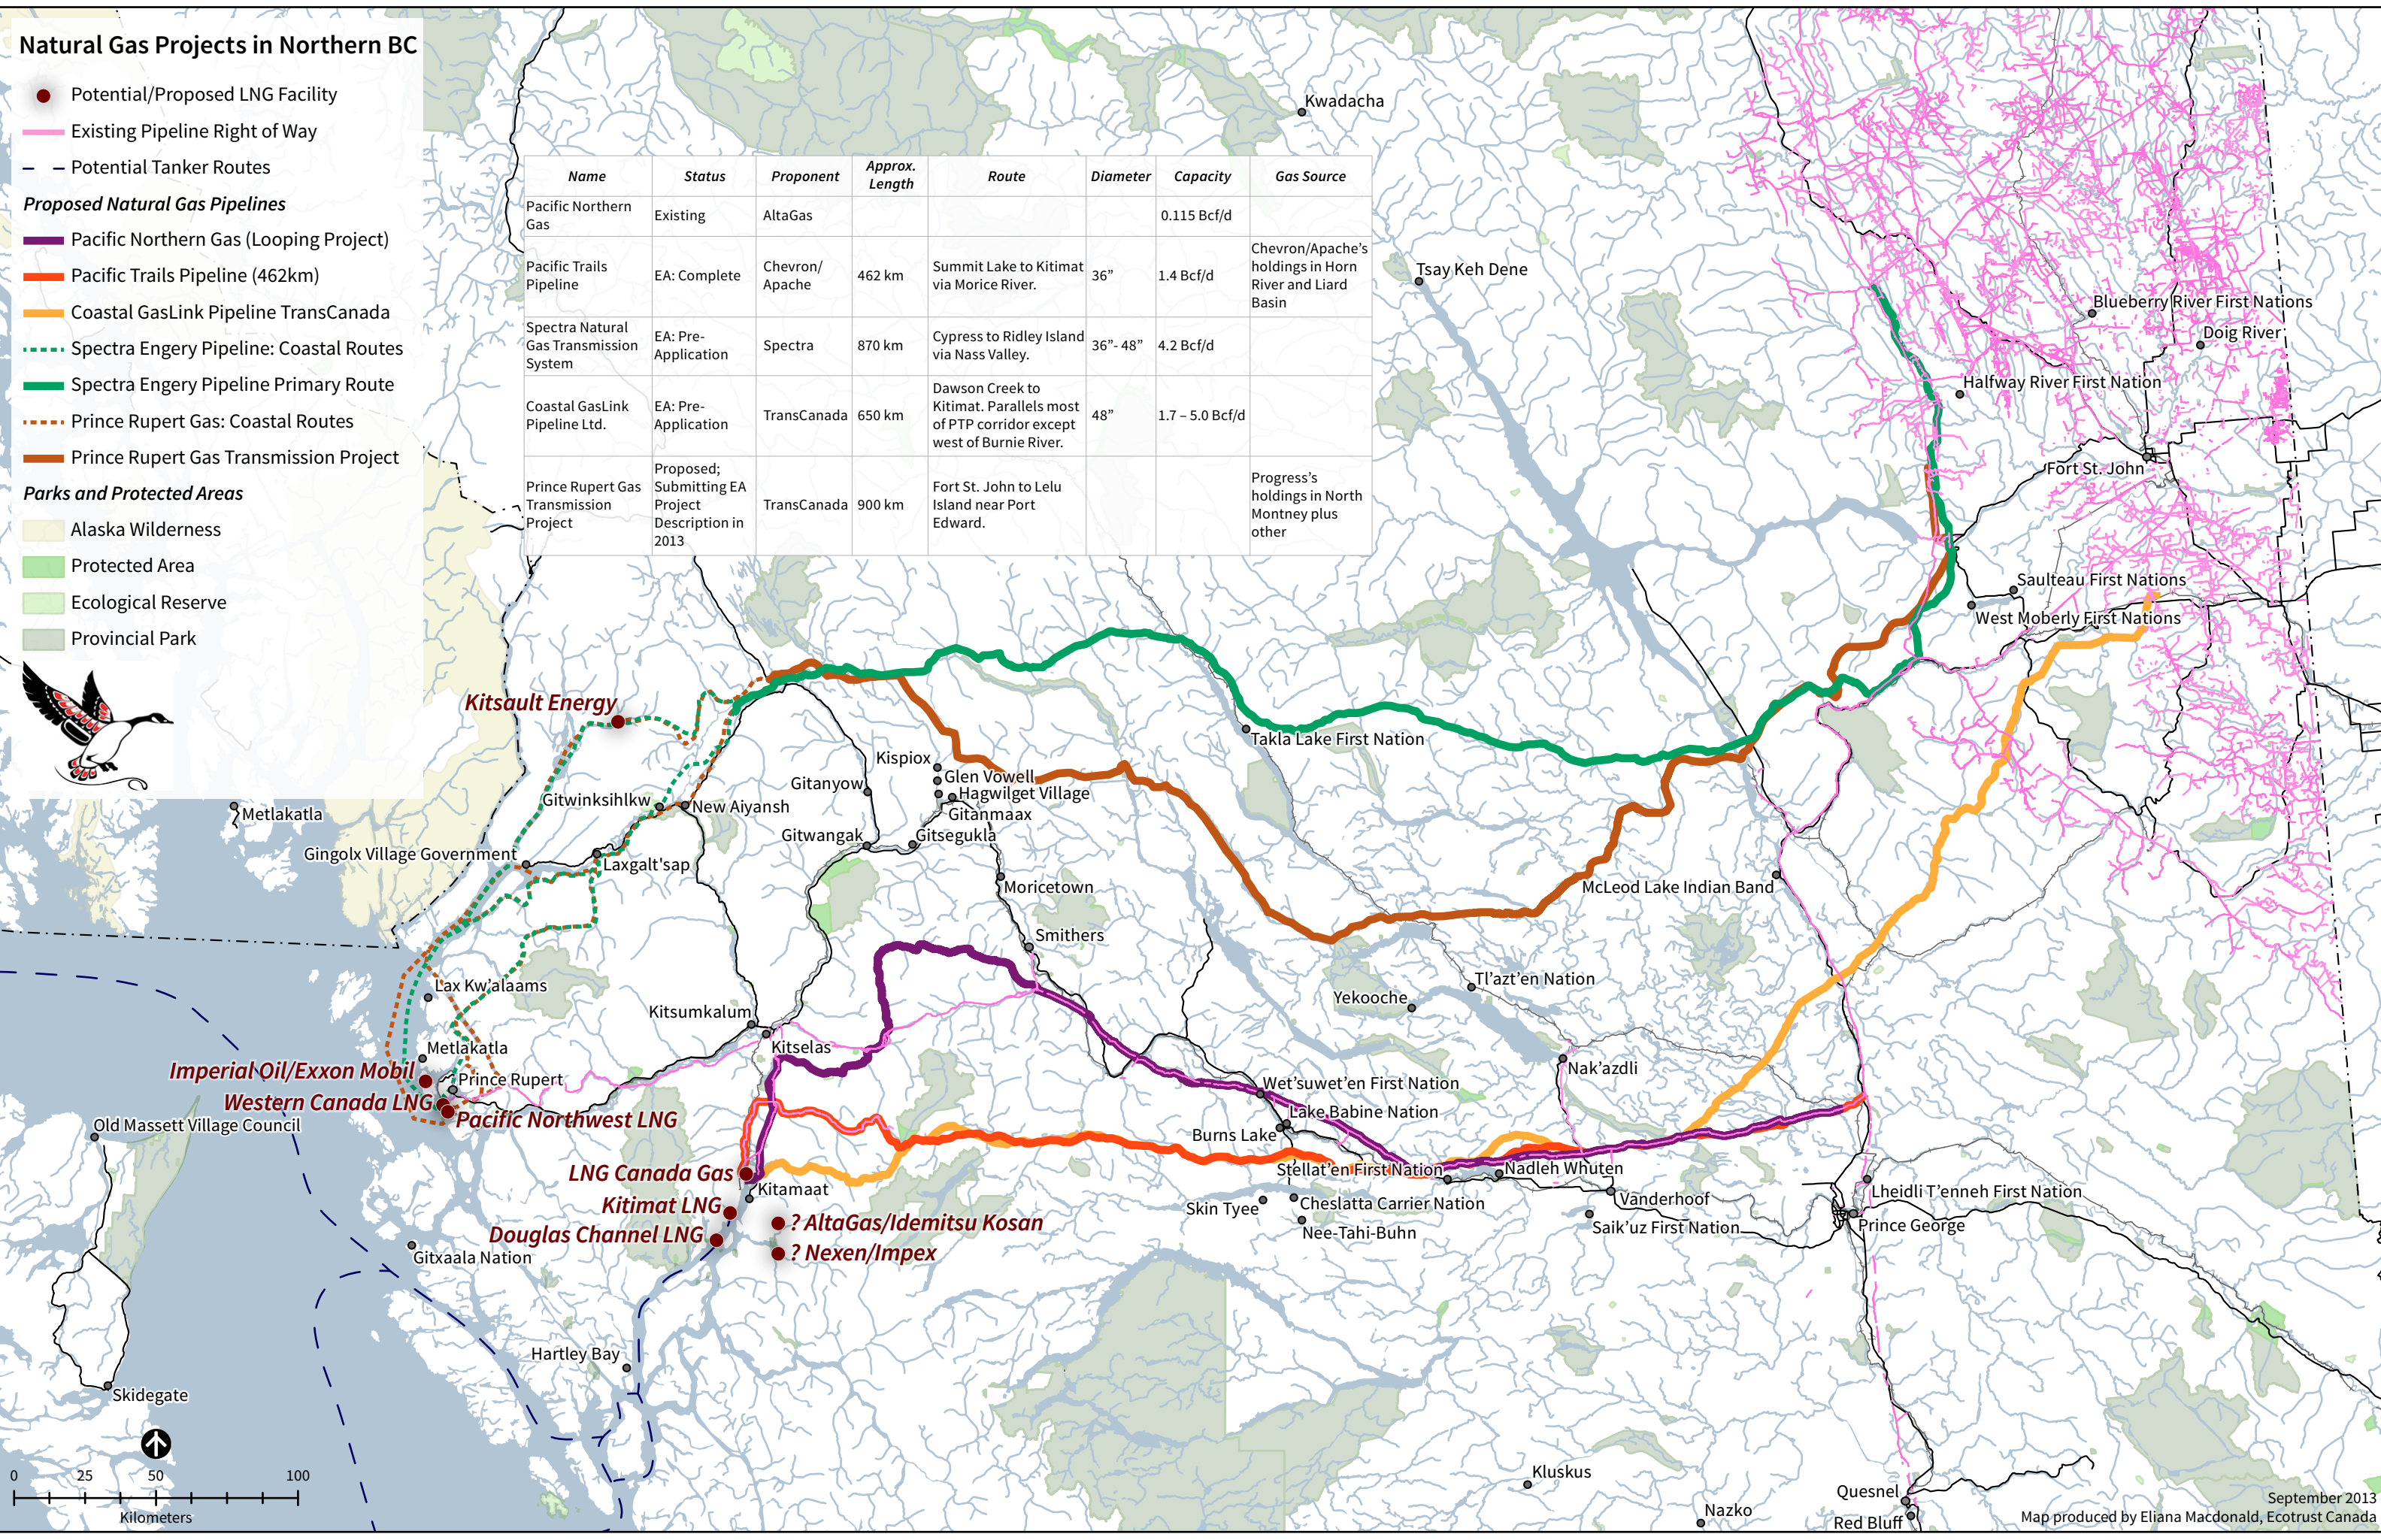 Natural Gas Projects in Northern BC
Potential/Proposed LNG Facility
Existing Pipeline Right of Way
Potential Tanker Routes
Proposed Natural Gas Pipelines
Pacific Northern Gas (Looping Project)
Pacific Trails Pipeline (462km)
Coastal GasLink Pipeline TransCanada
Spectra Engery Pipeline: Coastal Routes
Spectra Engery Pipeline Primary Route
Prince Rupert Gas: Coastal Routes
Prince Rupert Gas Transmission Project
Parks and Protected Areas
Alaska Wilderness
Protected Area
Ecological Reserve
Provincial Park
Name Status Proponent Approx. Length Route Diameter Capacity Gas Source
Pacific Northern Gas Existing AltaGas 0.115 Bcf/d
Pacific Trails Pipeline EA: Complete Chevron/ Apache 462 km Summit Lake to Kitimat via Morice River. 36” 1.4 Bcf/d Chevron/Apache’s holdings in Horn River and Liard Basin
Spectra Natural Gas Transmission System EA: Pre-Application Spectra 870 km Cypress to Ridley Island via Nass Valley. 36”- 48” 4.2 Bcf/d
Coastal GasLink Pipeline Ltd. EA: Pre-Application TransCanada 650 km Dawson Creek to Kitimat. Parallels most of PTP corridor except west of Burnie River. 48” 1.7 – 5.0 Bcf/d
Prince Rupert Gas Transmission Project Proposed; Submitting EA Project Description in 2013 TransCanada 900 km Fort St. John to Lelu Island near Port Edward. Progress’s holdings in North Montney plus other
Kwadacha
Tsay Keh Dene
Blueberry River First Nations
Doig River
Halfway River First Nation
Fort St. John
Saulteau First Nations
West Moberly First Nations
Kitsault Energy
Takla Lake First Nation
Kispiox
Glen Vowell
Hagwilget Village
Gitanmaax
Gitanyow
Gitwinksihlkw
New Aiyansh
Gitwangak
Gitsegukla
Metlakatla
Gingolx Village Government
Laxgalt'sap
Moricetown
McLeod Lake Indian Band
Smithers
Tl’azt’en Nation
Yekooche
Lax Kw’alaams
Kitsumkalum
Kitselas
Metlakatla
Imperial Oil/Exxon Mobil
Prince Rupert
Western Canada LNG
Pacific Northwest LNG
Nak’azdli
Wet’suwet’en First Nation
Lake Babine Nation
Burns Lake
Old Massett Village Council
LNG Canada Gas
Stellat’en First Nation
Nadleh Whuten
Kitamaat
Kitimat LNG
? AltaGas/Idemitsu Kosan
Skin Tyee
Cheslatta Carrier Nation
Vanderhoof
Lheidli T’enneh First Nation
Douglas Channel LNG
? Nexen/Impex
Nee-Tahi-Buhn
Saik’uz First Nation
Prince George
Gitxaala Nation
Hartley Bay
Skidegate
Kluskus
Nazko
Quesnel
Red Bluff
0 25 50 100
Kilometers
September 2013
Map produced by Eliana Macdonald, Ecotrust Canada